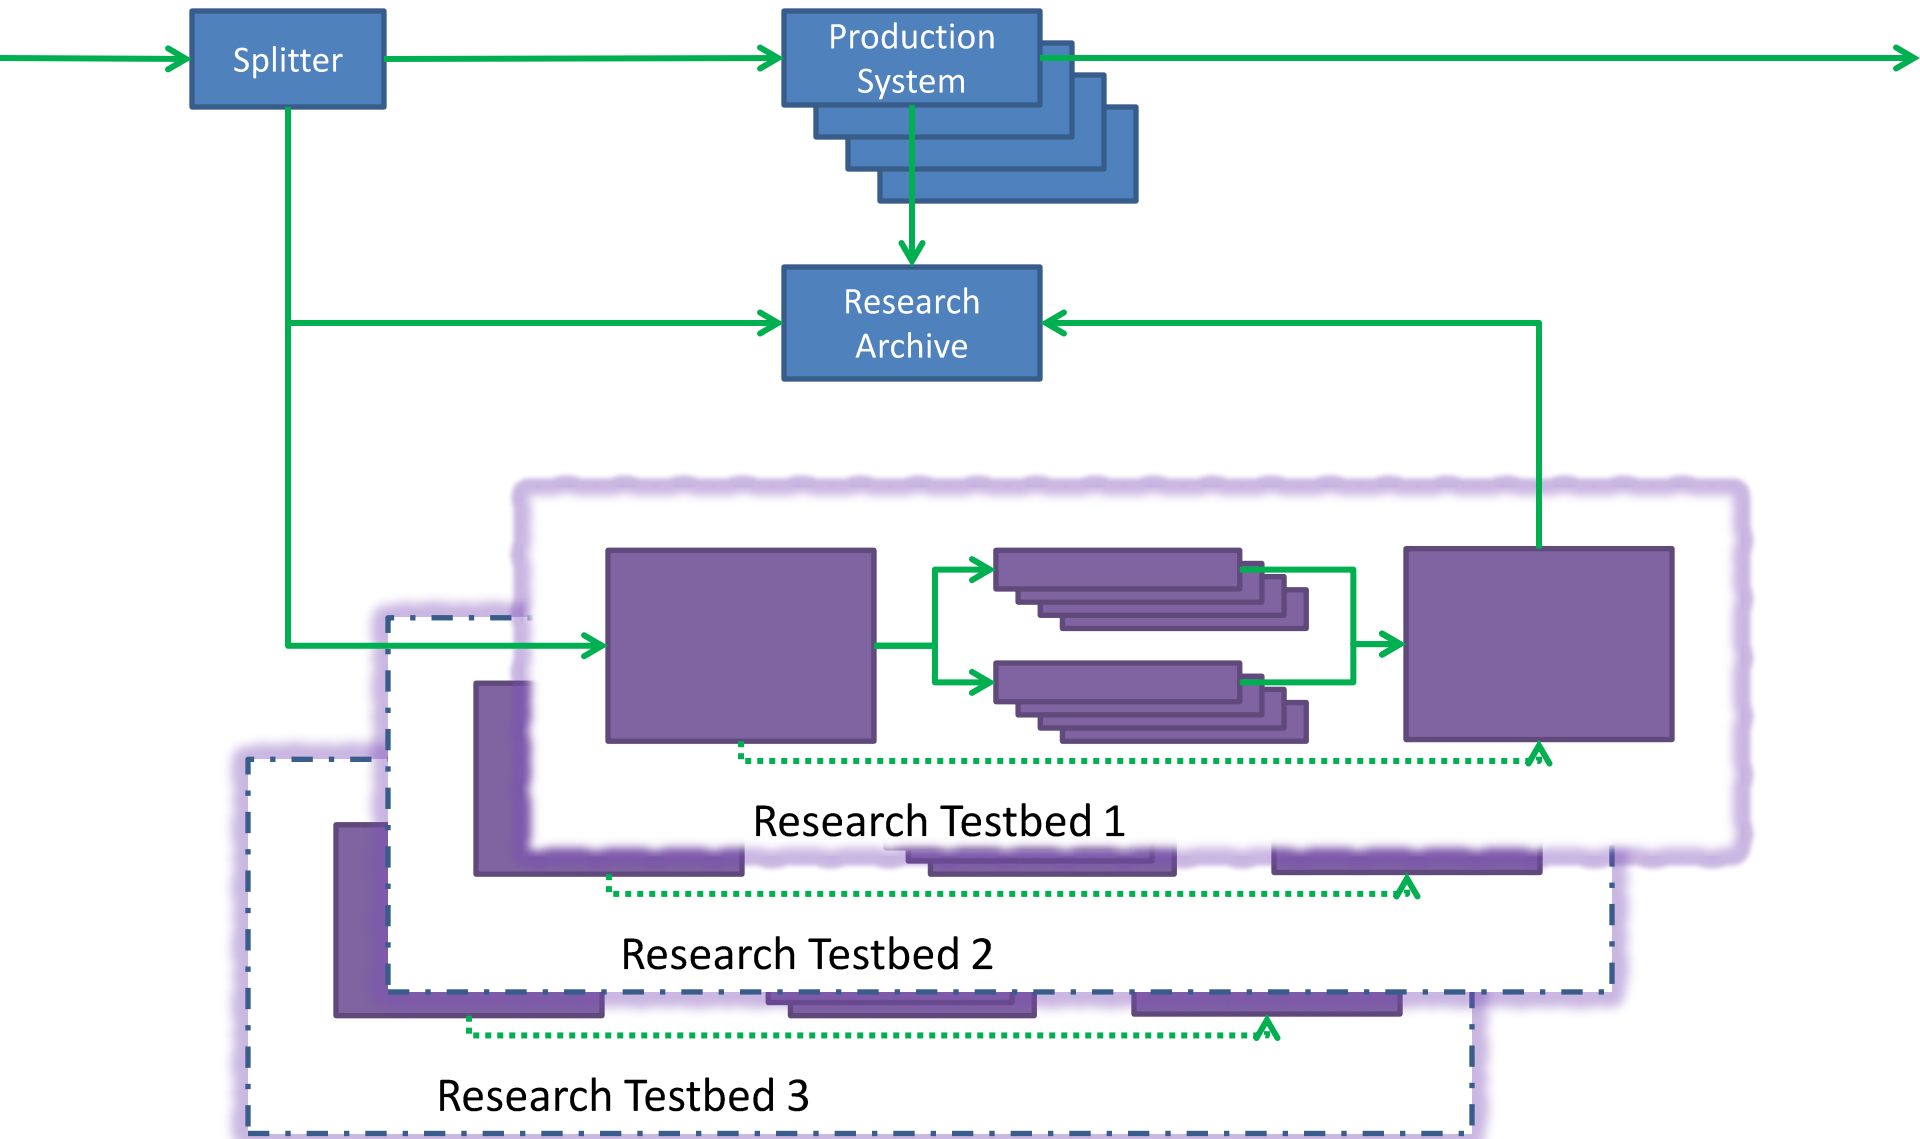 Splitter
Production
System
Research
Archive
Research Testbed 1
Research Testbed 2
Research Testbed 3